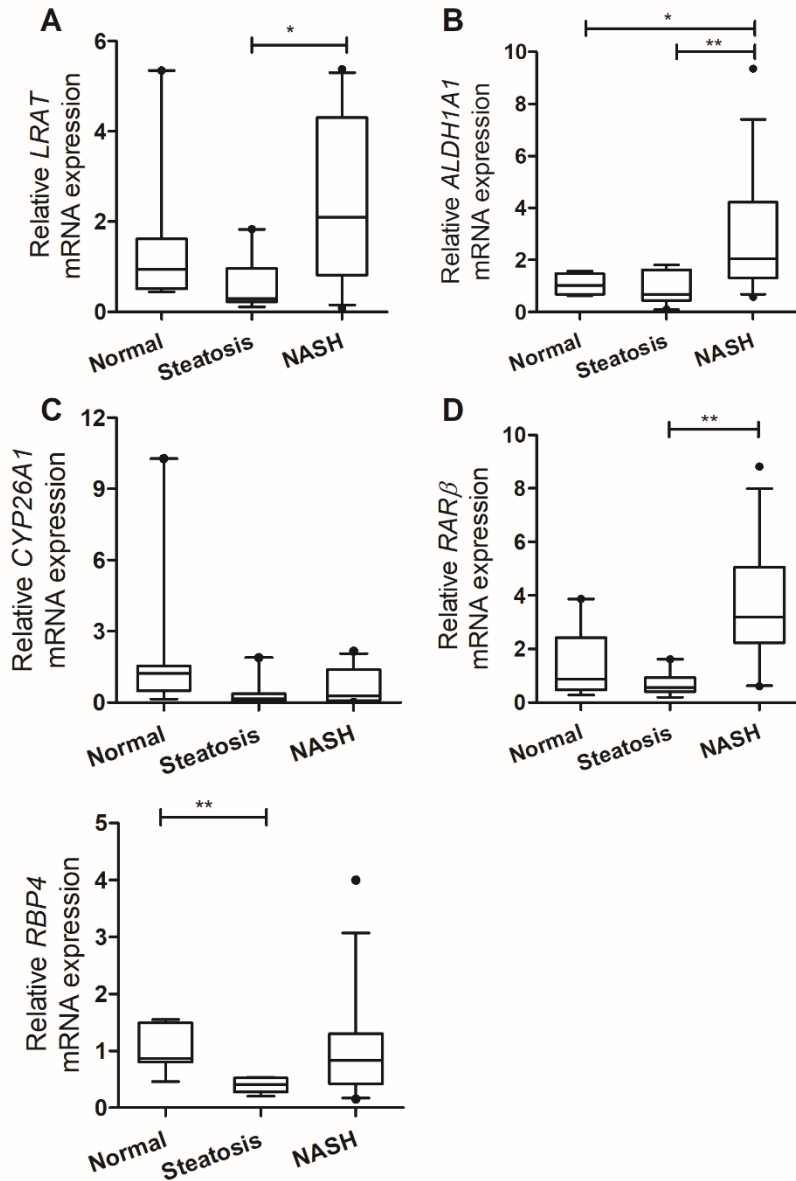 A
Relative LRAT
mRNA expression
6
4
2
0
*
Normal
Steatosis
NASH
B
Relative ALDH1A1
mRNA expression
10
8
6
4
2
0
*
**
Normal
Steatosis
NASH
C
Relative CYP26A1
mRNA expression
12
9
6
3
0
Normal
Steatosis
NASH
D
Relative RARβ
mRNA expression
10
8
6
4
2
0
**
Normal
Steatosis
NASH
Relative RBP4
mRNA expression
5
4
3
2
1
0
**
Normal
Steatosis
NASH